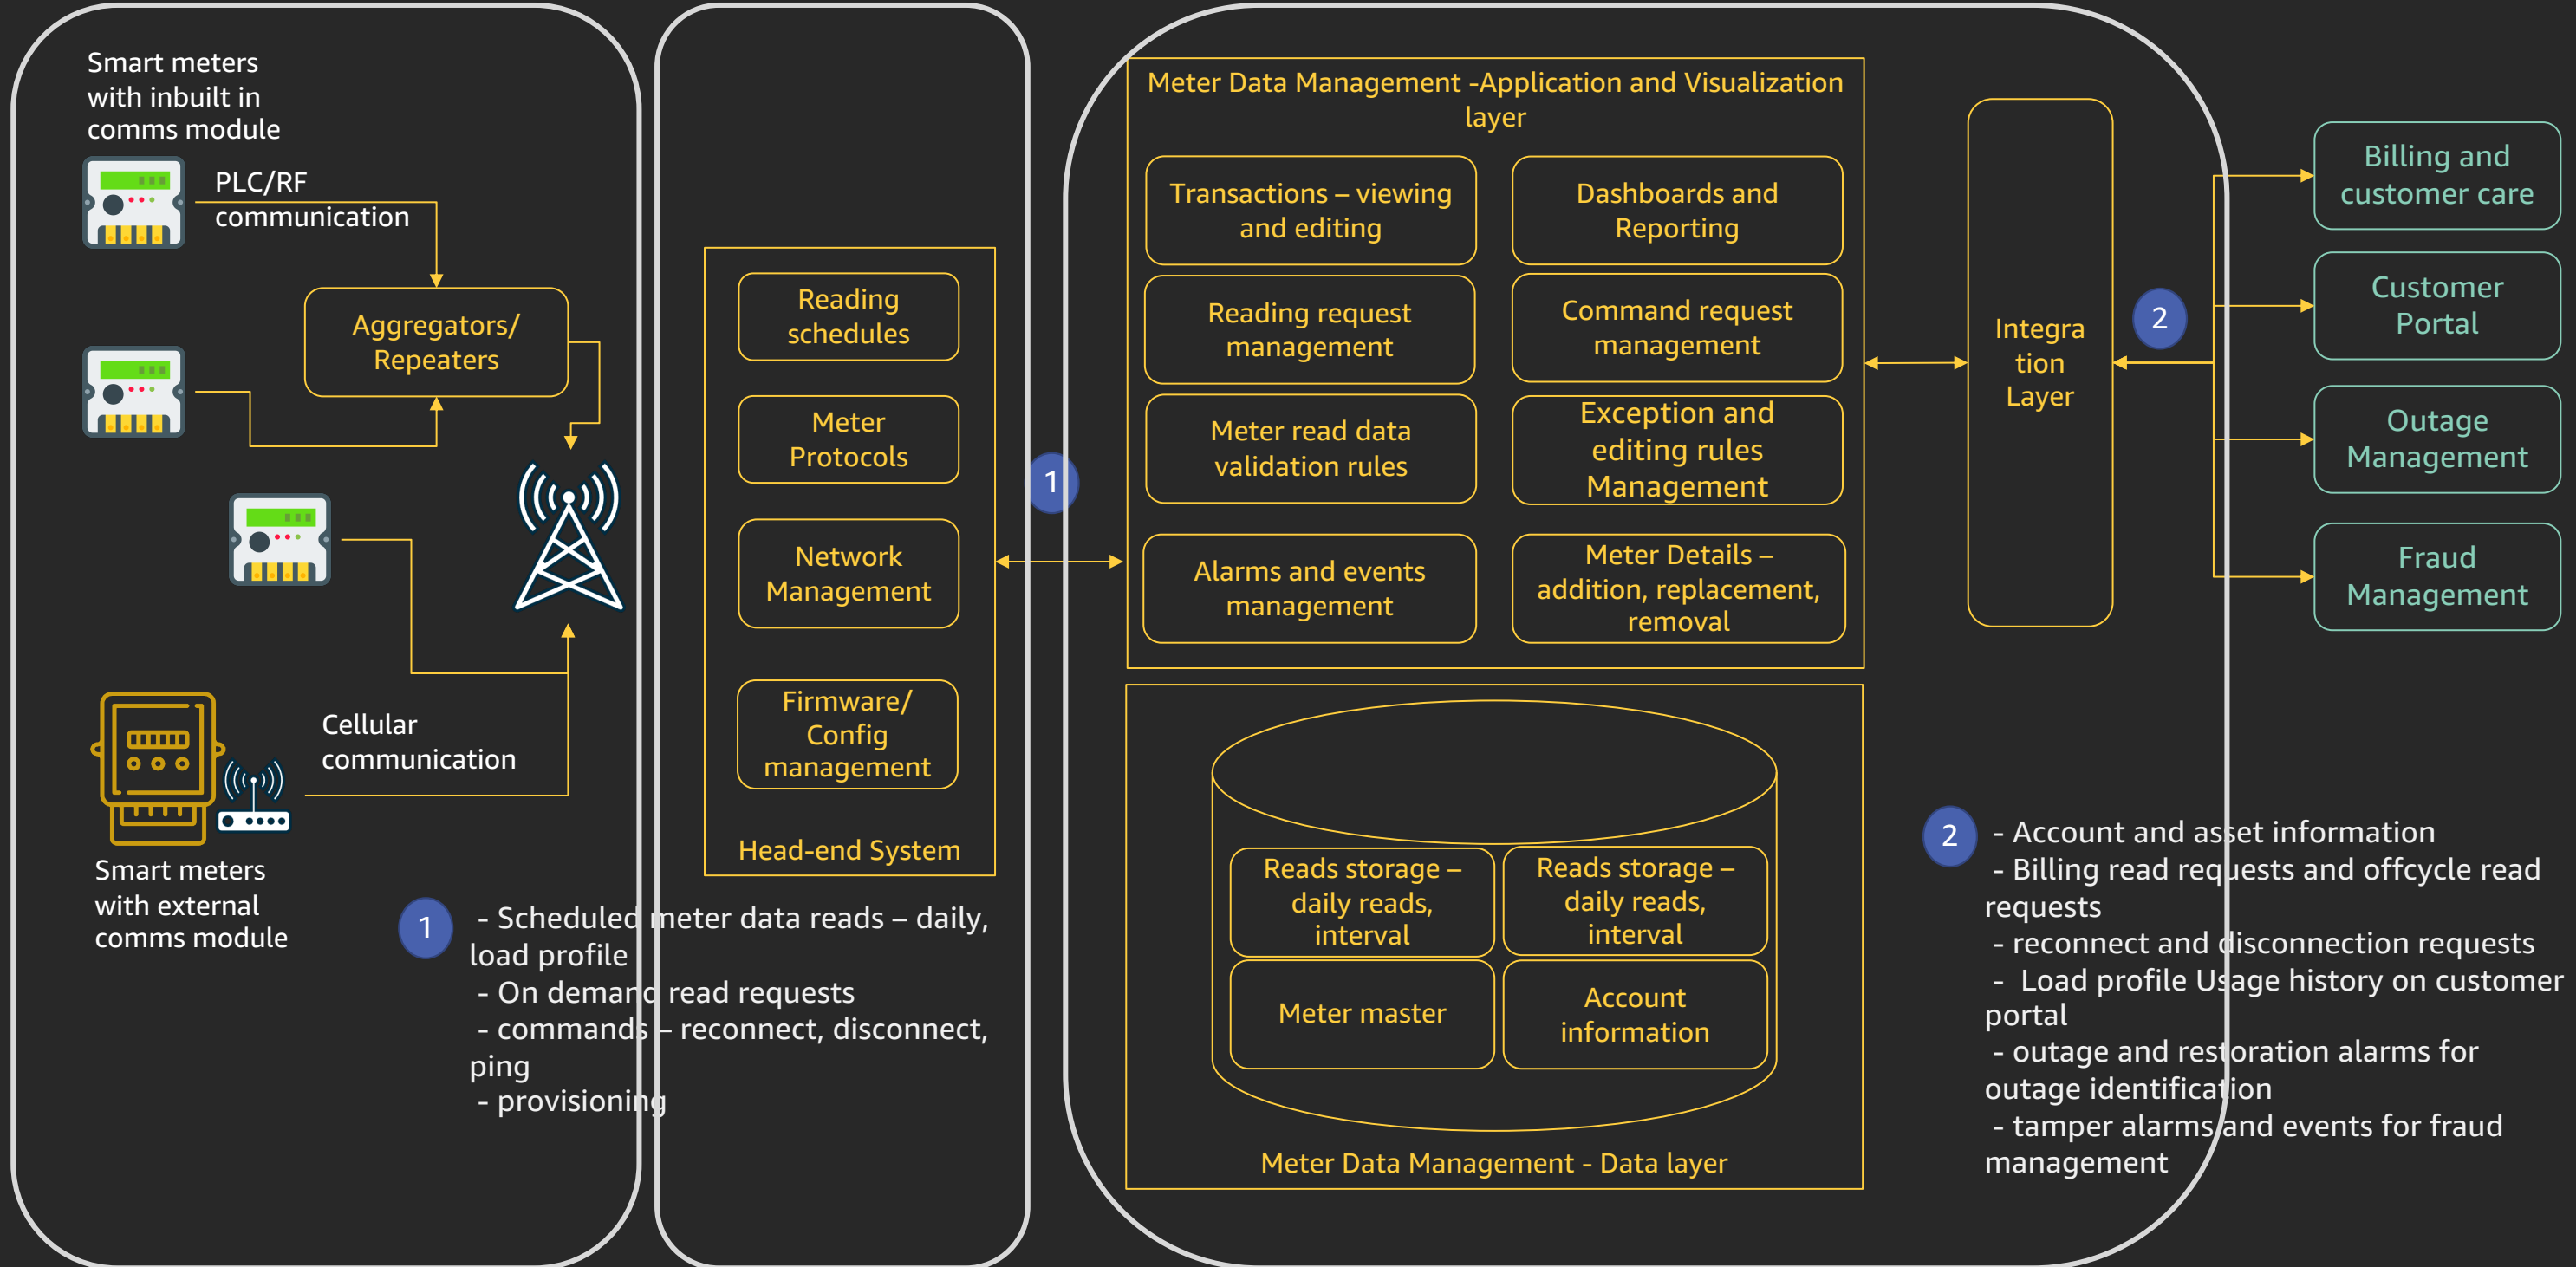 Smart meters
with inbuilt in
comms module
PLC/RF
communication
Aggregators/
Repeaters
Cellular
communication
Smart meters
with external
comms module
Reading
schedules
Meter
Protocols
Network
Management
Firmware/
Config
management
Head-end System
1
- Scheduled meter data reads – daily,
load profile
- On demand read requests
- commands – reconnect, disconnect,
ping
- provisioning
1
Meter Data Management -Application and Visualization
layer
Transactions – viewing
and editing
Dashboards and
Reporting
Reading request
management
Command request
management
Meter read data
validation rules
Exception and
editing rules
Management
Alarms and events
management
Meter Details –
addition, replacement,
removal
Reads storage –
daily reads,
interval
Reads storage –
daily reads,
interval
Meter master
Account
information
Meter Data Management - Data layer
Integra
tion
Layer
2
Billing and
customer care
Customer
Portal
Outage
Management
Fraud
Management
2
- Account and asset information
- Billing read requests and offcycle read
requests
- reconnect and disconnection requests
- Load profile Usage history on customer
portal
- outage and restoration alarms for
outage identification
- tamper alarms and events for fraud
management